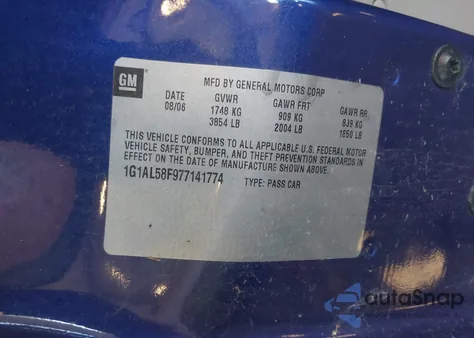 GM
MFD BY GENERAL MOTORS CORP
DATE GVWR GAWR FRT GAWR RR
08/06 1748 KG 909 KG 839 KG
3854 LB 2004 LB 1850 LB
THIS VEHICLE CONFORMS TO ALL APPLICABLE U.S. FEDERAL MOTOR
VEHICLE SAFETY, BUMPER, AND THEFT PREVENTION STANDARDS IN
EFFECT ON THE DATE OF MANUFACTURE SHOWN ABOVE.
1G1AL58F977141774 TYPE: PASS CAR
autoSnap